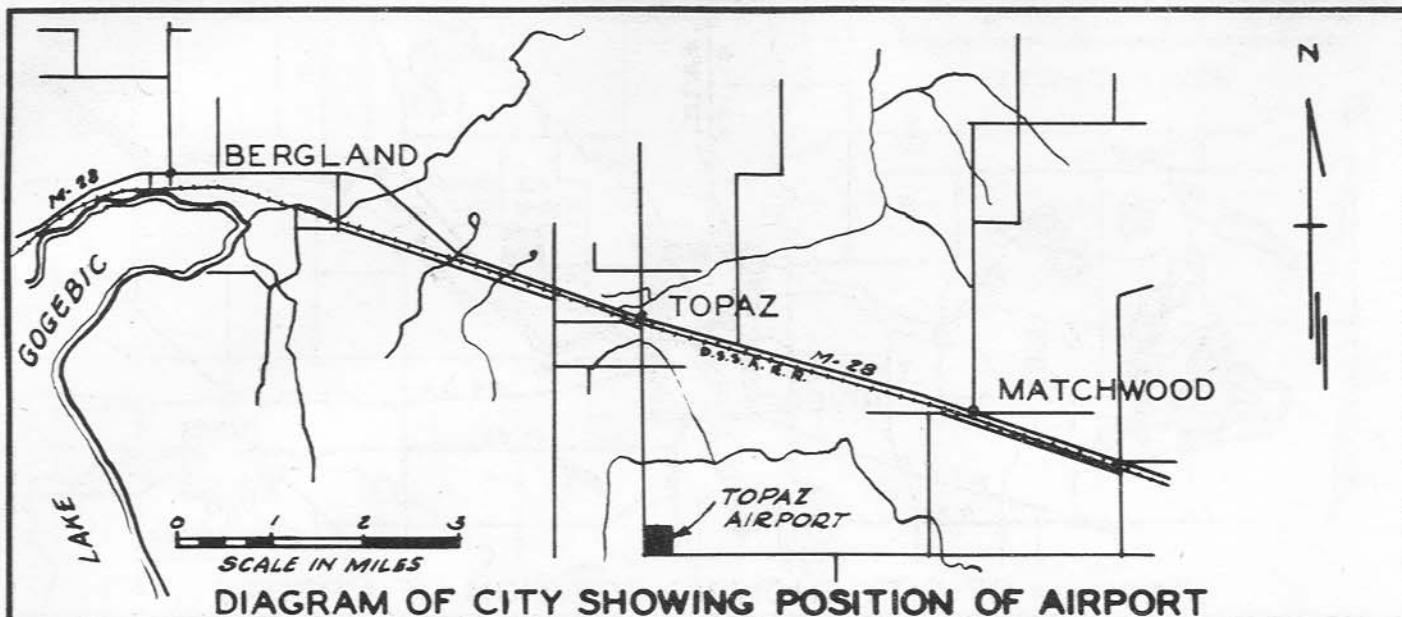 N
BERGLAND
M-28
GOGEBIC
TOPAZ
D.S.S. & R.R.
M-28
MATCHWOOD
LAKE
TOPAZ
AIRPORT
0 1 2 3
SCALE IN MILES
DIAGRAM OF CITY SHOWING POSITION OF AIRPORT